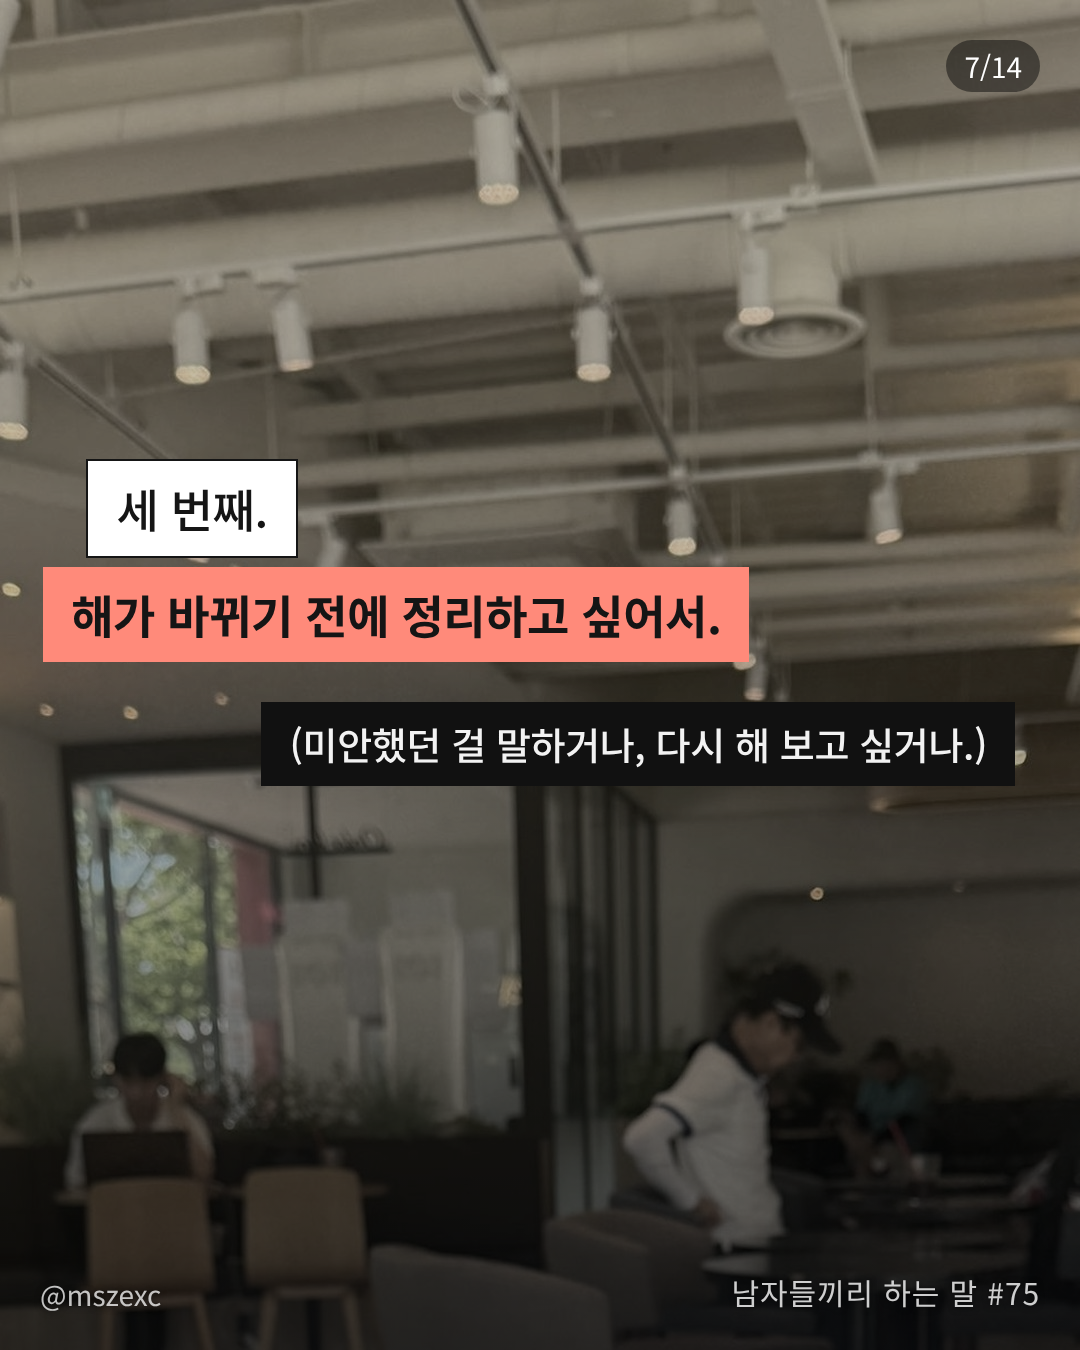 7/14
세 번째.
해가 바뀌기 전에 정리하고 싶어서.
(미안했던 걸 말하거나, 다시 해 보고 싶거나.)
@mszexc
남자들끼리 하는 말 #75